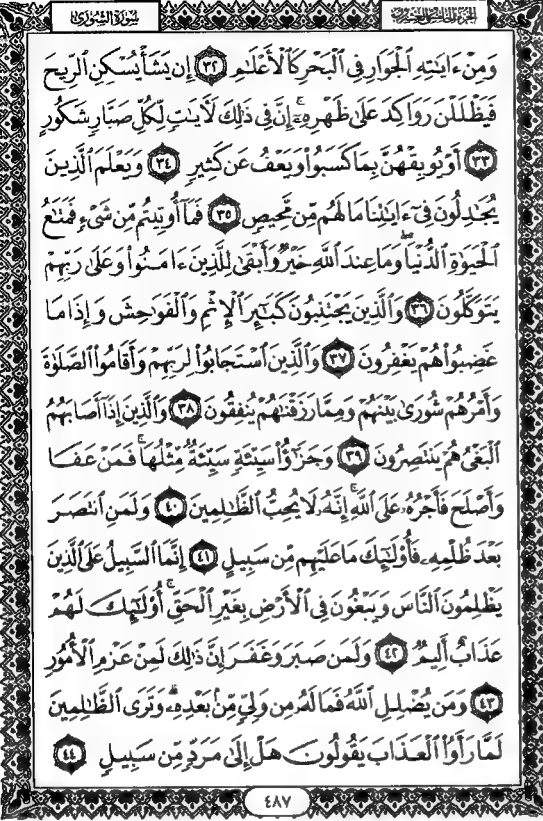 سورة الشورى
الجزء الخامس والعشرون
وَمِنْ ءَايَـٰتِهِ ٱلْجَوَارِ فِى ٱلْبَحْرِ كَٱلْأَعْلَـٰمِ ٣٢ إِن يَشَأْ يُسْكِنِ ٱلرِّيحَ
فَيَظْلَلْنَ رَوَاكِدَ عَلَىٰ ظَهْرِهِۦٓ ۚ إِنَّ فِى ذَٰلِكَ لَـَٔايَـٰتٍ لِّكُلِّ صَبَّارٍ شَكُورٍ
٣٣ أَوْ يُوبِقْهُنَّ بِمَا كَسَبُوا۟ وَيَعْفُ عَن كَثِيرٍ ٣٤ وَيَعْلَمَ ٱلَّذِينَ
يُجَـٰدِلُونَ فِىٓ ءَايَـٰتِنَا مَا لَهُم مِّن مَّحِيصٍ ٣٥ فَمَآ أُوتِيتُم مِّن شَىْءٍ فَمَتَـٰعُ
ٱلْحَيَوٰةِ ٱلدُّنْيَا ۖ وَمَا عِندَ ٱللَّهِ خَيْرٌ وَأَبْقَىٰ لِلَّذِينَ ءَامَنُوا۟ وَعَلَىٰ رَبِّهِمْ
يَتَوَكَّلُونَ ٣٦ وَٱلَّذِينَ يَجْتَنِبُونَ كَبَـٰٓئِرَ ٱلْإِثْمِ وَٱلْفَوَٰحِشَ وَإِذَا مَا
غَضِبُوا۟ هُمْ يَغْفِرُونَ ٣٧ وَٱلَّذِينَ ٱسْتَجَابُوا۟ لِرَبِّهِمْ وَأَقَامُوا۟ ٱلصَّلَوٰةَ
وَأَمْرُهُمْ شُورَىٰ بَيْنَهُمْ وَمِمَّا رَزَقْنَـٰهُمْ يُنفِقُونَ ٣٨ وَٱلَّذِينَ إِذَآ أَصَابَهُمُ
ٱلْبَغْىُ هُمْ يَنتَصِرُونَ ٣٩ وَجَزَٰٓؤُا۟ سَيِّئَةٍ سَيِّئَةٌ مِّثْلُهَا ۖ فَمَنْ عَفَا
وَأَصْلَحَ فَأَجْرُهُۥ عَلَى ٱللَّهِ ۚ إِنَّهُۥ لَا يُحِبُّ ٱلظَّـٰلِمِينَ ٤٠ وَلَمَنِ ٱنتَصَرَ
بَعْدَ ظُلْمِهِۦ فَأُو۟لَـٰٓئِكَ مَا عَلَيْهِم مِّن سَبِيلٍ ٤١ إِنَّمَا ٱلسَّبِيلُ عَلَى ٱلَّذِينَ
يَظْلِمُونَ ٱلنَّاسَ وَيَبْغُونَ فِى ٱلْأَرْضِ بِغَيْرِ ٱلْحَقِّ ۚ أُو۟لَـٰٓئِكَ لَهُمْ
عَذَابٌ أَلِيمٌ ٤٢ وَلَمَن صَبَرَ وَغَفَرَ إِنَّ ذَٰلِكَ لَمِنْ عَزْمِ ٱلْأُمُورِ
٤٣ وَمَن يُضْلِلِ ٱللَّهُ فَمَا لَهُۥ مِن وَلِىٍّ مِّنۢ بَعْدِهِۦ ۗ وَتَرَى ٱلظَّـٰلِمِينَ
لَمَّا رَأَوُا۟ ٱلْعَذَابَ يَقُولُونَ هَلْ إِلَىٰ مَرَدٍّ مِّن سَبِيلٍ ٤٤
٤٨٧